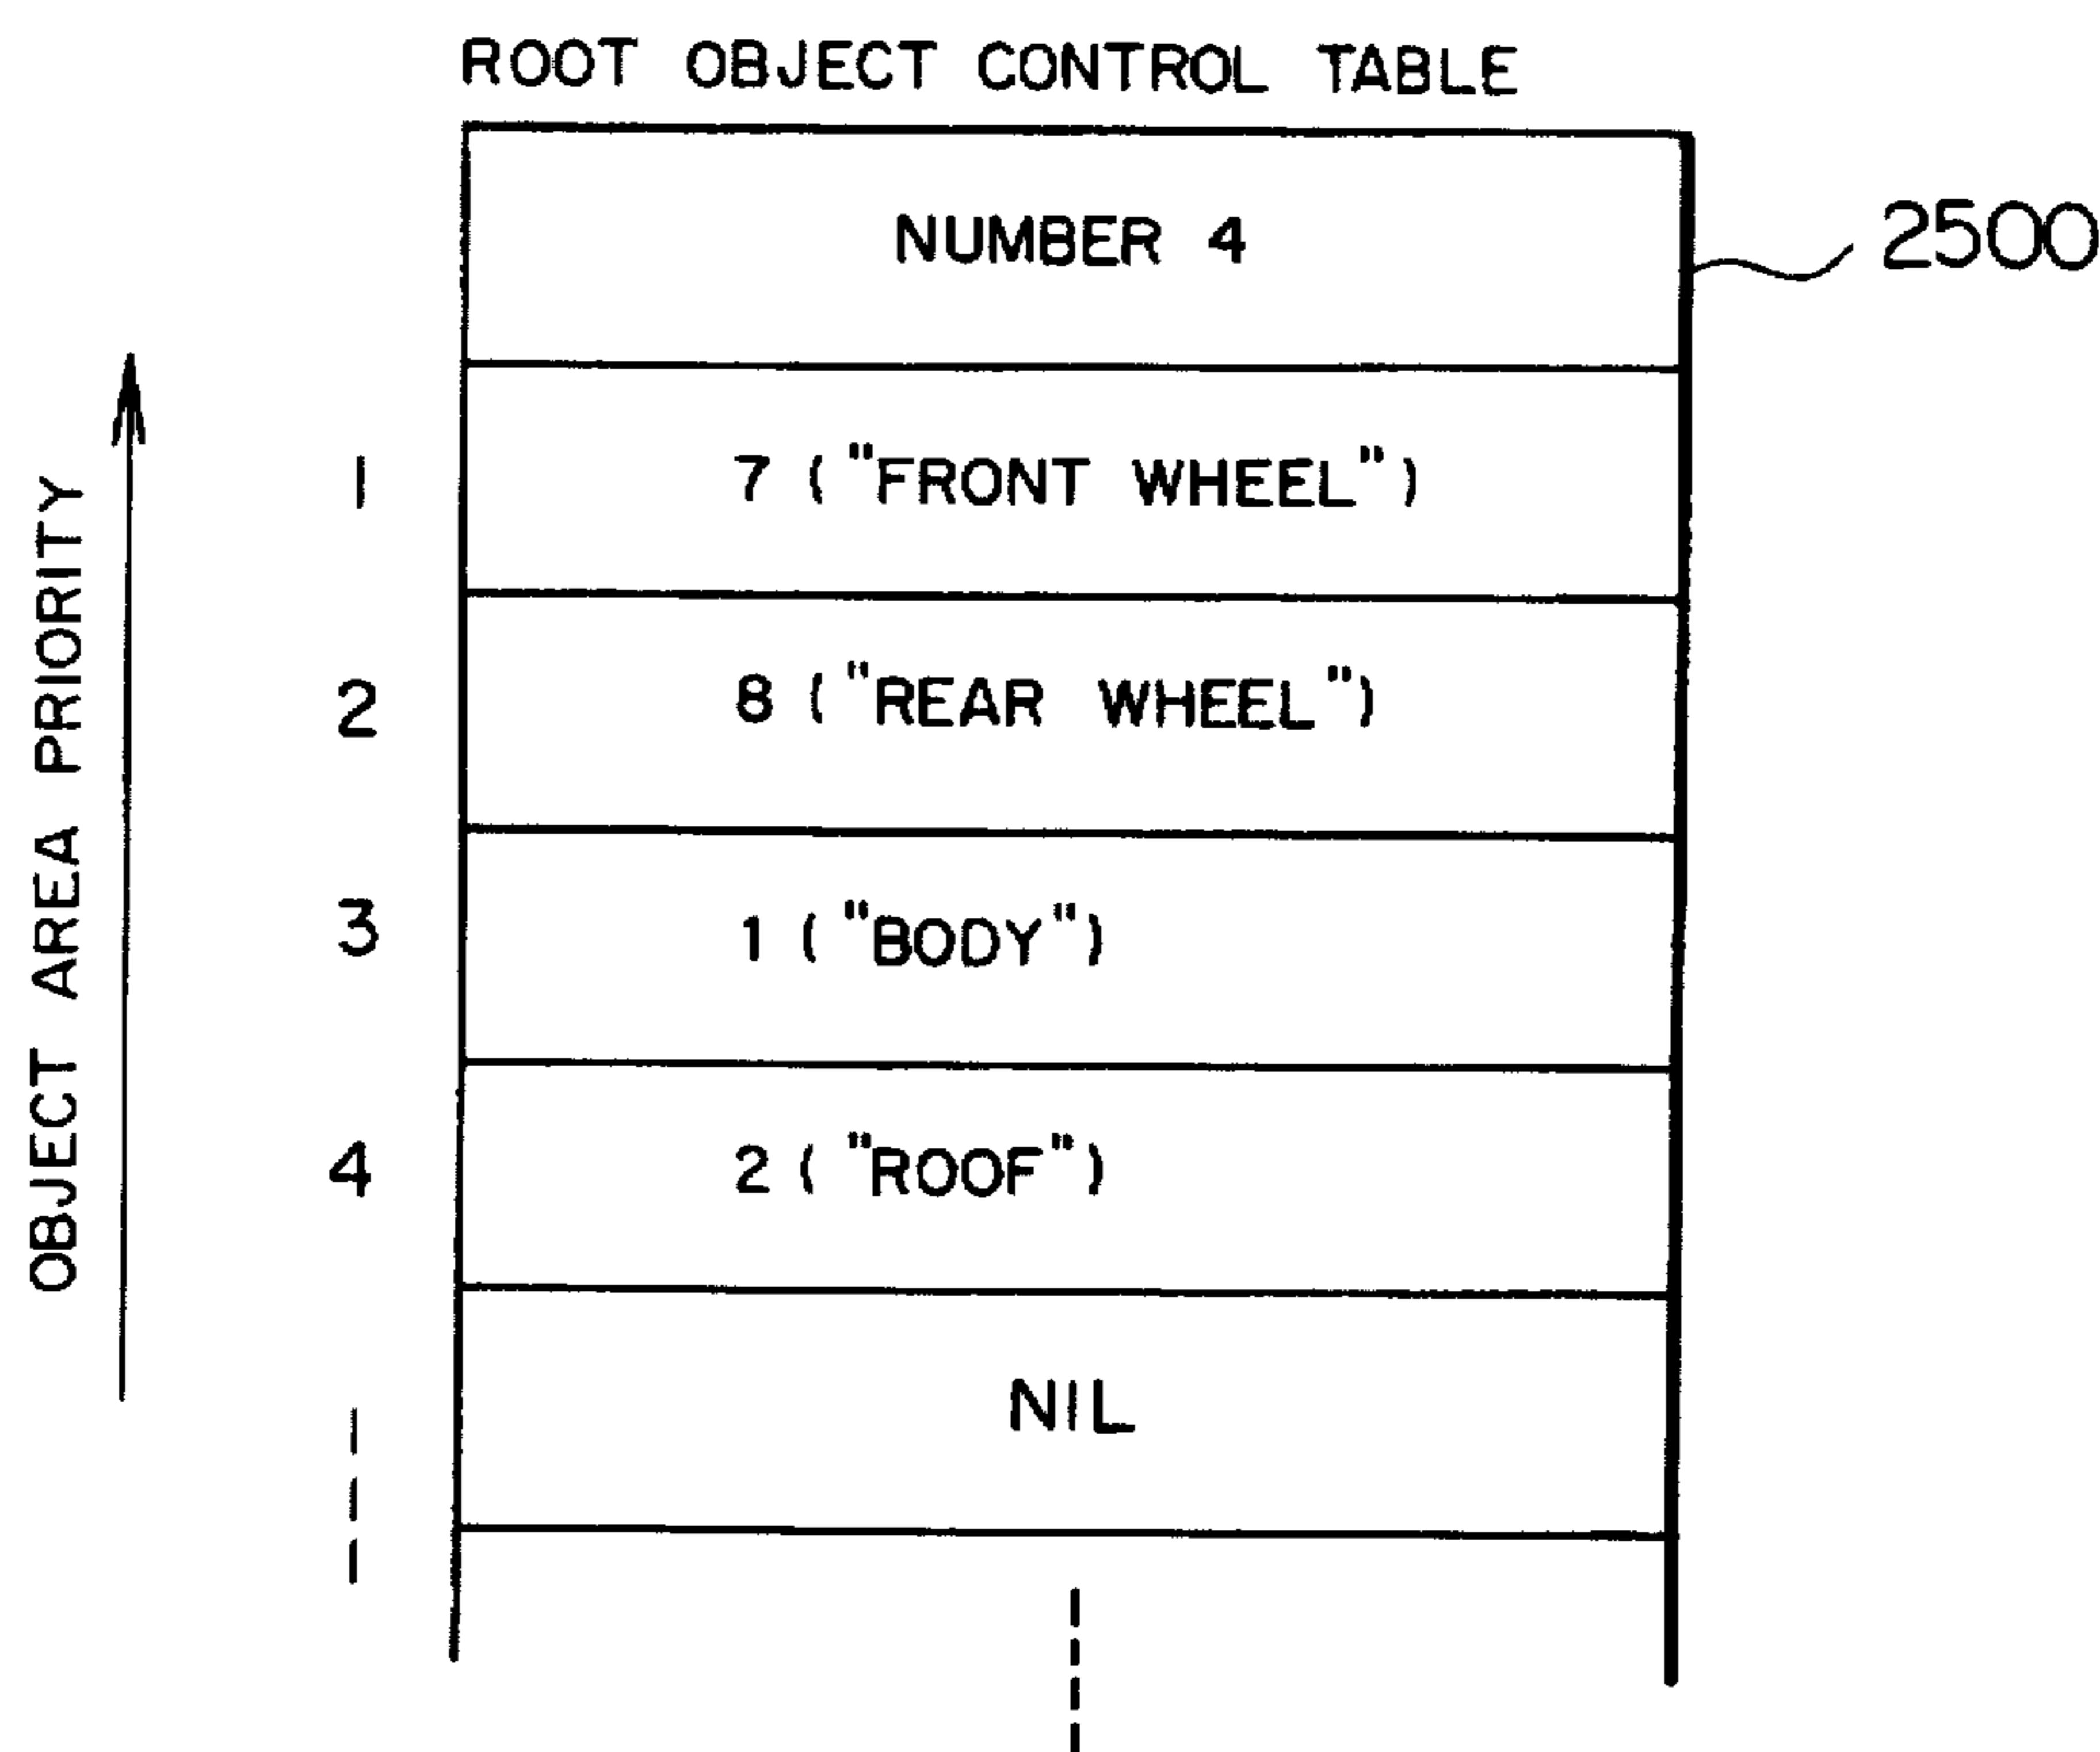 ROOT OBJECT CONTROL TABLE
NUMBER 4
2500
OBJECT AREA PRIORITY
1
7 ("FRONT WHEEL")
2
8 ("REAR WHEEL")
3
1 ("BODY")
4
2 ("ROOF")
NIL